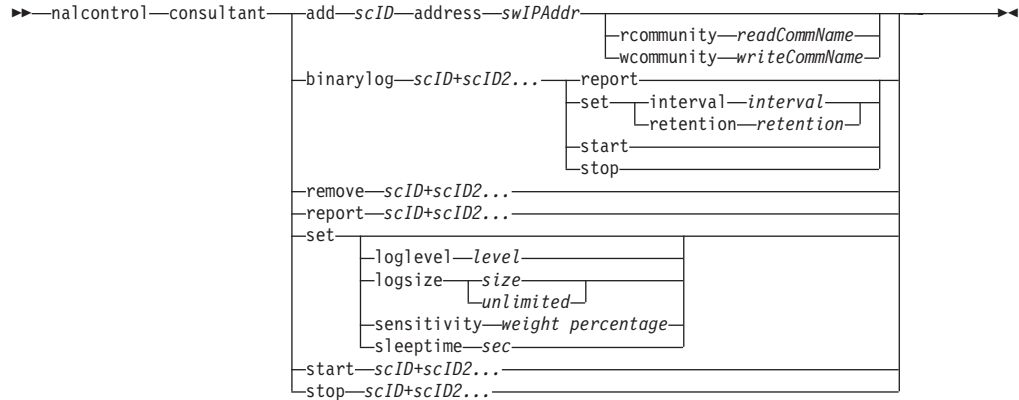 nalcontrol consultant add scID address swIPAddr
rcommunity readCommName
wcommunity writeCommName
binarylog scID+scID2... report
set interval interval
retention retention
start
stop
remove scID+scID2...
report scID+scID2...
set
loglevel level
logsize size
unlimited
sensitivity weight percentage
sleeptime sec
start scID+scID2...
stop scID+scID2...